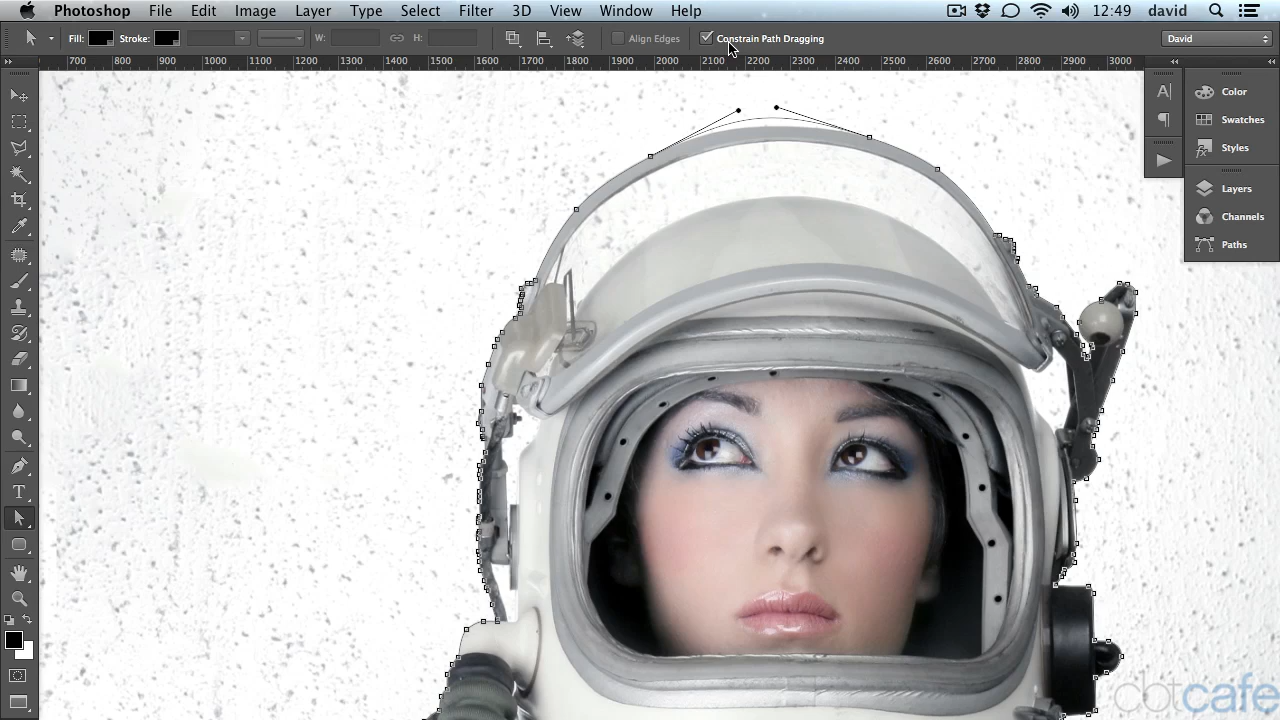 Photoshop File Edit Image Layer Type Select Filter 3D View Window Help 12:49 david
Fill: Stroke: W: H: Align Edges Constrain Path Dragging David
700 800 900 1000 1100 1200 1300 1400 1500 1600 1700 1800 1900 2000 2100 2200 2300 2400 2500 2600 2700 2800 2900 3000
Color
Swatches
Styles
Layers
Channels
Paths
cbtcafe